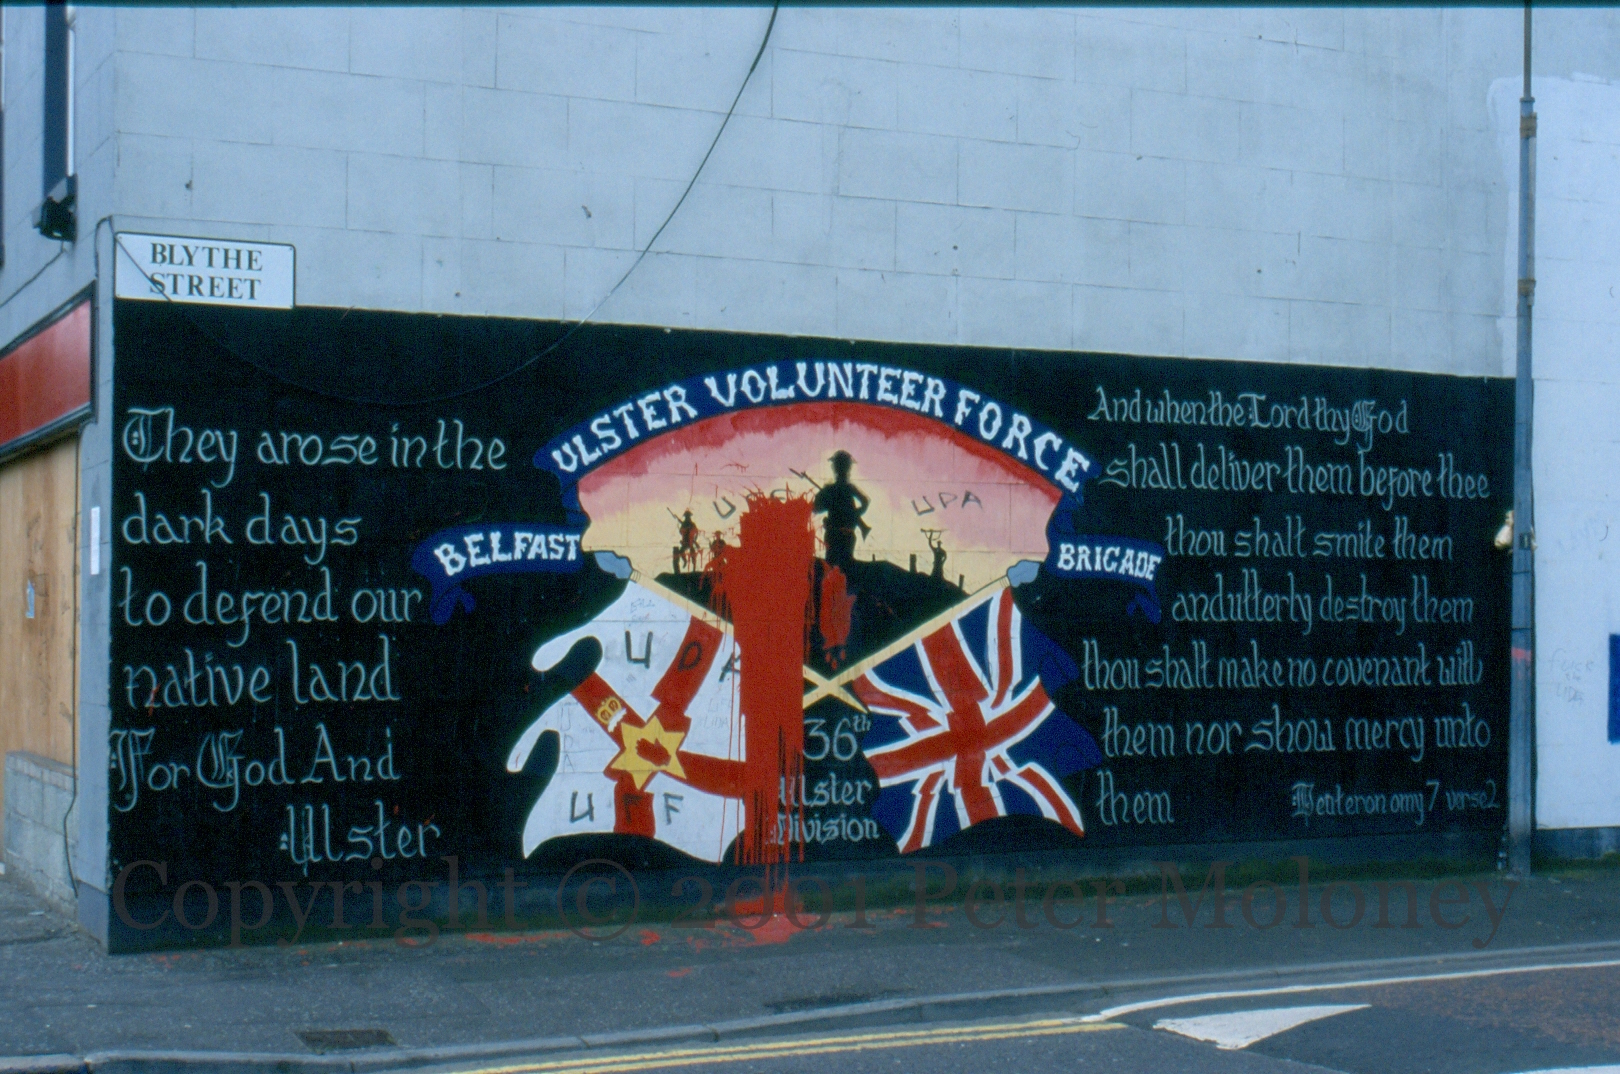 BLYTHE
STREET
ULSTER VOLUNTEER FORCE
BELFAST
BRIGADE
They arose in the
dark days
to defend our
native land
For God And
Ulster
UPA
UDA
UDA
UFF
36th
Ulster
Division
And when the Lord thy God
shall deliver them before thee
thou shalt smite them
and utterly destroy them
thou shalt make no covenant with
them nor show mercy unto
them
Deuteronomy 7 verse 2
Copyright © 2001 Peter Moloney